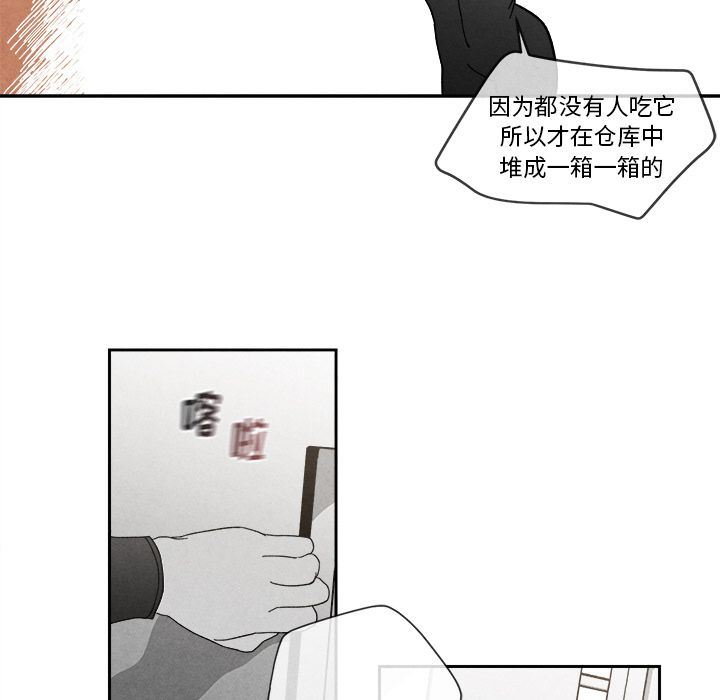 因为都没有人吃它
所以才在仓库中
堆成一箱一箱的
喀
啦